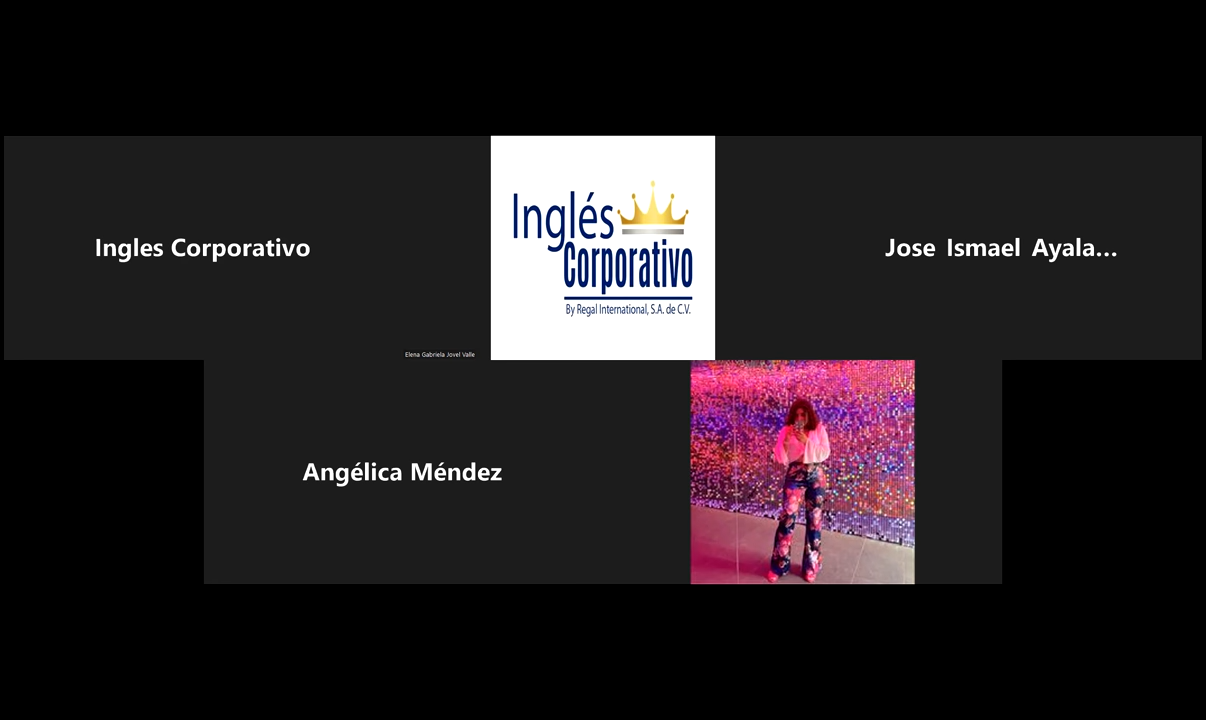 Ingles Corporativo
Inglés
Corporativo
By Regal International, S.A. de C.V.
Jose Ismael Ayala...
Elena Gabriela Jovel Valle
Angélica Méndez